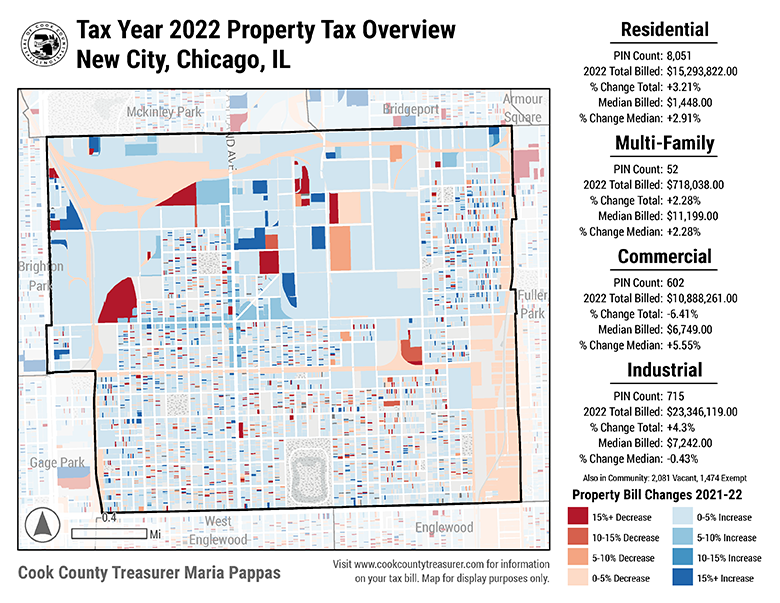 Tax Year 2022 Property Tax Overview
New City, Chicago, IL
Mckinley Park
Bridgeport
Armour
Square
ND AVE
Brighton
Park
Fuller
Park
Gage Park
West
Englewood
Englewood
0.4
Mi
Residential
PIN Count: 8,051
2022 Total Billed: $15,293,822.00
% Change Total: +3.21%
Median Billed: $1,448.00
% Change Median: +2.91%
Multi-Family
PIN Count: 52
2022 Total Billed: $718,038.00
% Change Total: +2.28%
Median Billed: $11,199.00
% Change Median: +2.28%
Commercial
PIN Count: 602
2022 Total Billed: $10,888,261.00
% Change Total: -6.41%
Median Billed: $6,749.00
% Change Median: +5.55%
Industrial
PIN Count: 715
2022 Total Billed: $23,346,119.00
% Change Total: +4.3%
Median Billed: $7,242.00
% Change Median: -0.43%
Also in Community: 2,081 Vacant, 1,474 Exempt
Property Bill Changes 2021-22
15%+ Decrease
10-15% Decrease
5-10% Decrease
0-5% Decrease
0-5% Increase
5-10% Increase
10-15% Increase
15%+ Increase
Cook County Treasurer Maria Pappas
Visit www.cookcountytreasurer.com for information
on your tax bill. Map for display purposes only.